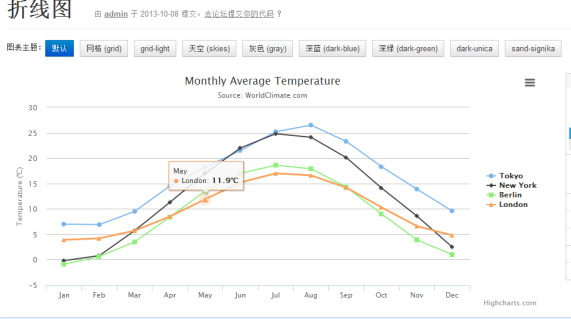 折线图
由 admin 于 2013-10-08 提交。去论坛提交你的代码 ?
图表主题: 默认 网格 (grid) grid-light 天空 (skies) 灰色 (gray) 深蓝 (dark-blue) 深绿 (dark-green) dark-unica sand-signika
Monthly Average Temperature
Source: WorldClimate.com
Temperature (°C)
30
25
20
15
10
5
0
-5
May
London: 11.9°C
Jan Feb Mar Apr May Jun Jul Aug Sep Oct Nov Dec
Tokyo
New York
Berlin
London
Highcharts.com